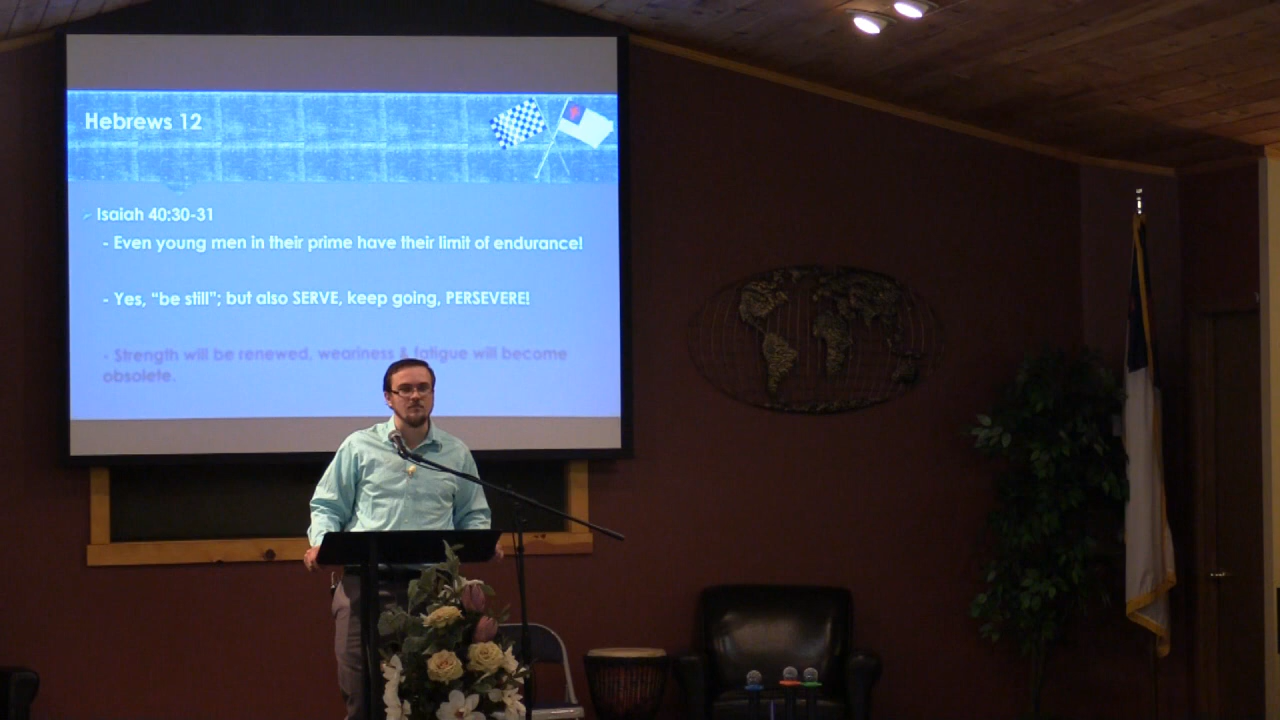 Hebrews 12
Isaiah 40:30-31
- Even young men in their prime have their limit of endurance!
- Yes, “be still”; but also SERVE, keep going, PERSEVERE!
- Strength will be renewed, weariness & fatigue will become
obsolete.